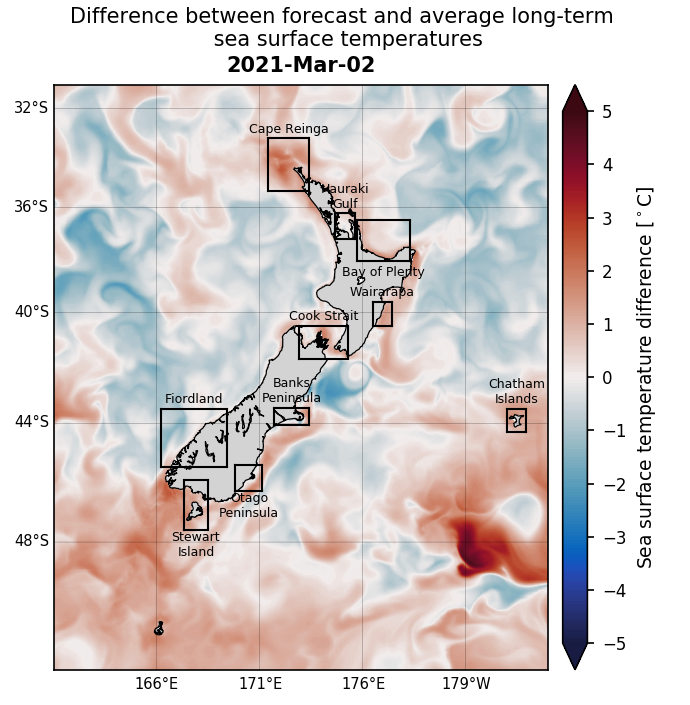 Difference between forecast and average long-term
sea surface temperatures
2021-Mar-02
32°S
36°S
40°S
44°S
48°S
166°E
171°E
176°E
179°W
Cape Reinga
Hauraki
Gulf
Bay of Plenty
Wairarapa
Cook Strait
Banks
Peninsula
Chatham
Islands
Fiordland
Otago
Peninsula
Stewart
Island
5
4
3
2
1
0
−1
−2
−3
−4
−5
Sea surface temperature difference [°C]